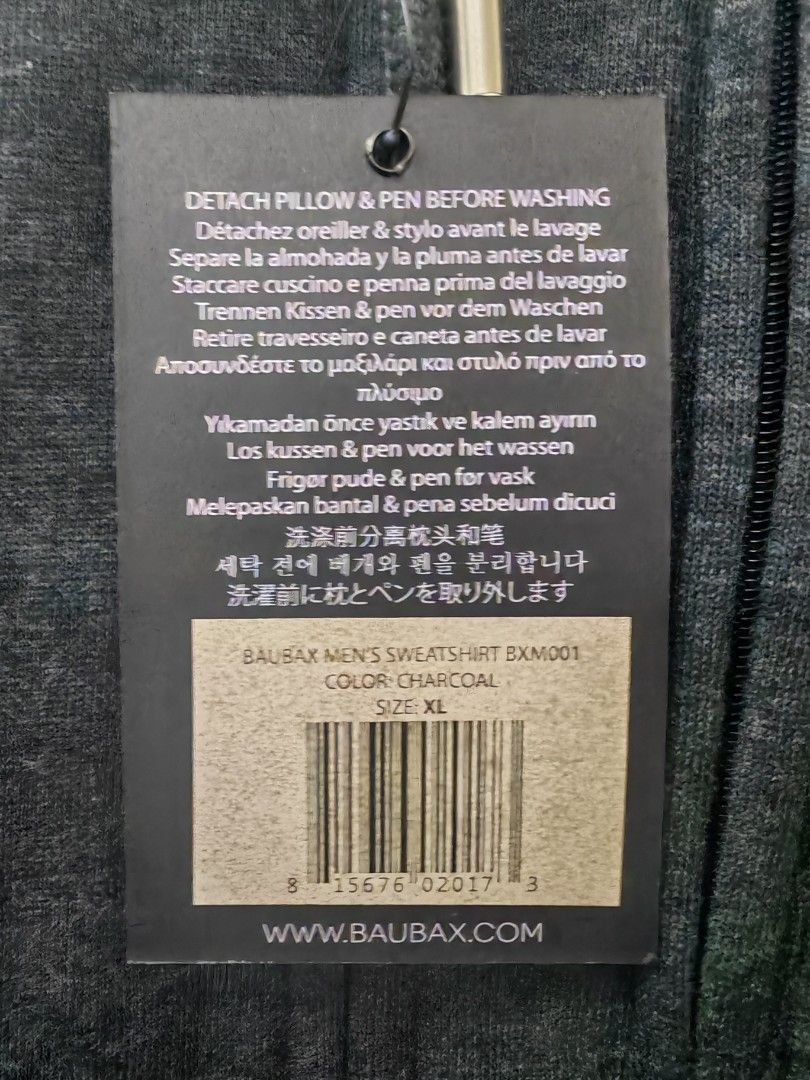 DETACH PILLOW & PEN BEFORE WASHING
Détachez oreiller & stylo avant le lavage
Separe la almohada y la pluma antes de lavar
Staccare cuscino e penna prima del lavaggio
Trennen Kissen & pen vor dem Waschen
Retire travesseiro e caneta antes de lavar
Αποσυνδέστε το μαξιλάρι και στυλό πριν από το
πλύσιμο
Yıkamadan önce yastık ve kalem ayırın
Los kussen & pen voor het wassen
Frigør pude & pen før vask
Melepaskan bantal & pena sebelum dicuci
洗涤前分离枕头和笔
세탁 전에 베개와 펜을 분리합니다
洗濯前に枕とペンを取り外します
BAUBAX MEN'S SWEATSHIRT BXM001
COLOR: CHARCOAL
SIZE: XL
8 15676 02017 3
WWW.BAUBAX.COM